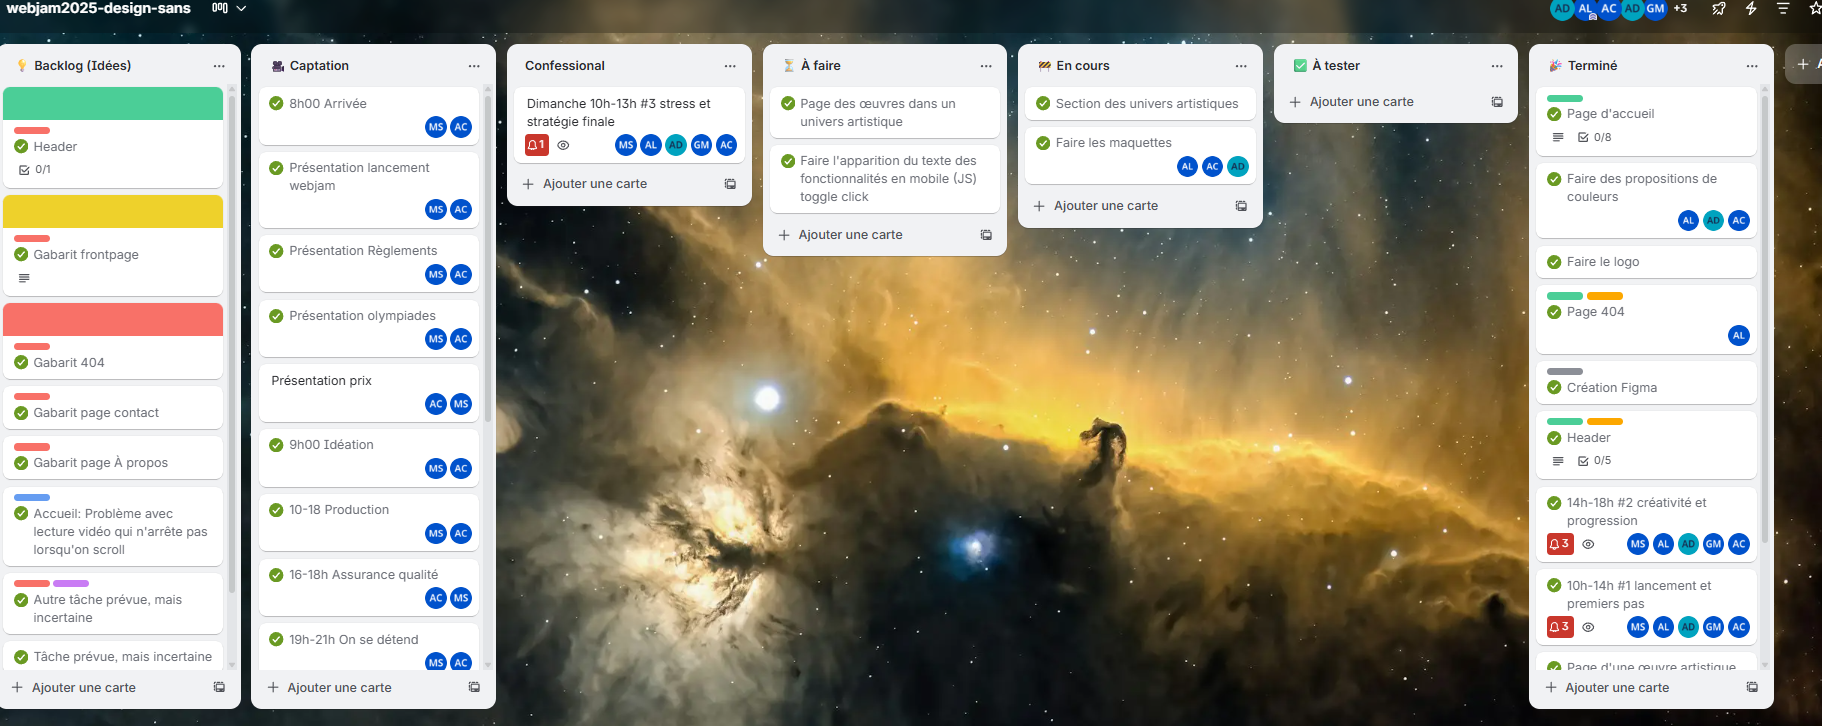 webjam2025-design-sans
AD AL AC AD GM +3
Backlog (Idées)
Header
0/1
Gabarit frontpage
Gabarit 404
Gabarit page contact
Gabarit page À propos
Accueil: Problème avec
lecture vidéo qui n'arrête pas
lorsqu'on scroll
Autre tâche prévue, mais
incertaine
Tâche prévue, mais incertaine
Ajouter une carte
Captation
8h00 Arrivée
MS AC
Présentation lancement
webjam
MS AC
Présentation Règlements
MS AC
Présentation olympiades
MS AC
Présentation prix
AC MS
9h00 Idéation
MS AC
10-18 Production
MS AC
16-18h Assurance qualité
AC MS
19h-21h On se détend
MS AC
Ajouter une carte
Confessional
Dimanche 10h-13h #3 stress et
stratégie finale
1 MS AL AD GM AC
Ajouter une carte
À faire
Page des œuvres dans un
univers artistique
Faire l'apparition du texte des
fonctionnalités en mobile (JS)
toggle click
Ajouter une carte
En cours
Section des univers artistiques
Faire les maquettes
AL AC AD
Ajouter une carte
À tester
Ajouter une carte
Terminé
Page d'accueil
0/8
Faire des propositions de
couleurs
AL AD AC
Faire le logo
Page 404
AL
Création Figma
Header
0/5
14h-18h #2 créativité et
progression
3 MS AL AD GM AC
10h-14h #1 lancement et
premiers pas
3 MS AL AD GM AC
Page d'une œuvre artistique
Ajouter une carte